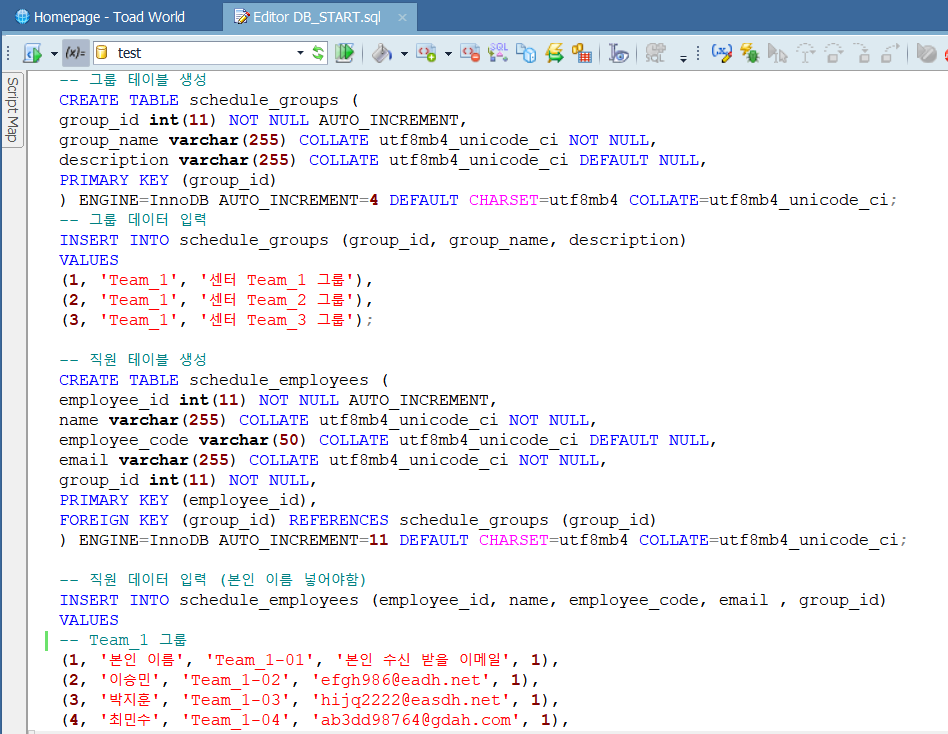 Homepage - Toad World
Editor DB_START.sql
(x)= test
SQL
Script Map
-- 그룹 테이블 생성
CREATE TABLE schedule_groups (
group_id int(11) NOT NULL AUTO_INCREMENT,
group_name varchar(255) COLLATE utf8mb4_unicode_ci NOT NULL,
description varchar(255) COLLATE utf8mb4_unicode_ci DEFAULT NULL,
PRIMARY KEY (group_id)
) ENGINE=InnoDB AUTO_INCREMENT=4 DEFAULT CHARSET=utf8mb4 COLLATE=utf8mb4_unicode_ci;
-- 그룹 데이터 입력
INSERT INTO schedule_groups (group_id, group_name, description)
VALUES
(1, 'Team_1', '센터 Team_1 그룹'),
(2, 'Team_1', '센터 Team_2 그룹'),
(3, 'Team_1', '센터 Team_3 그룹');
-- 직원 테이블 생성
CREATE TABLE schedule_employees (
employee_id int(11) NOT NULL AUTO_INCREMENT,
name varchar(255) COLLATE utf8mb4_unicode_ci NOT NULL,
employee_code varchar(50) COLLATE utf8mb4_unicode_ci DEFAULT NULL,
email varchar(255) COLLATE utf8mb4_unicode_ci NOT NULL,
group_id int(11) NOT NULL,
PRIMARY KEY (employee_id),
FOREIGN KEY (group_id) REFERENCES schedule_groups (group_id)
) ENGINE=InnoDB AUTO_INCREMENT=11 DEFAULT CHARSET=utf8mb4 COLLATE=utf8mb4_unicode_ci;
-- 직원 데이터 입력 (본인 이름 넣어야함)
INSERT INTO schedule_employees (employee_id, name, employee_code, email , group_id)
VALUES
-- Team_1 그룹
(1, '본인 이름', 'Team_1-01', '본인 수신 받을 이메일', 1),
(2, '이승민', 'Team_1-02', 'efgh986@eadh.net', 1),
(3, '박지훈', 'Team_1-03', 'hijq2222@easdh.net', 1),
(4, '최민수', 'Team_1-04', 'ab3dd98764@gdah.com', 1),